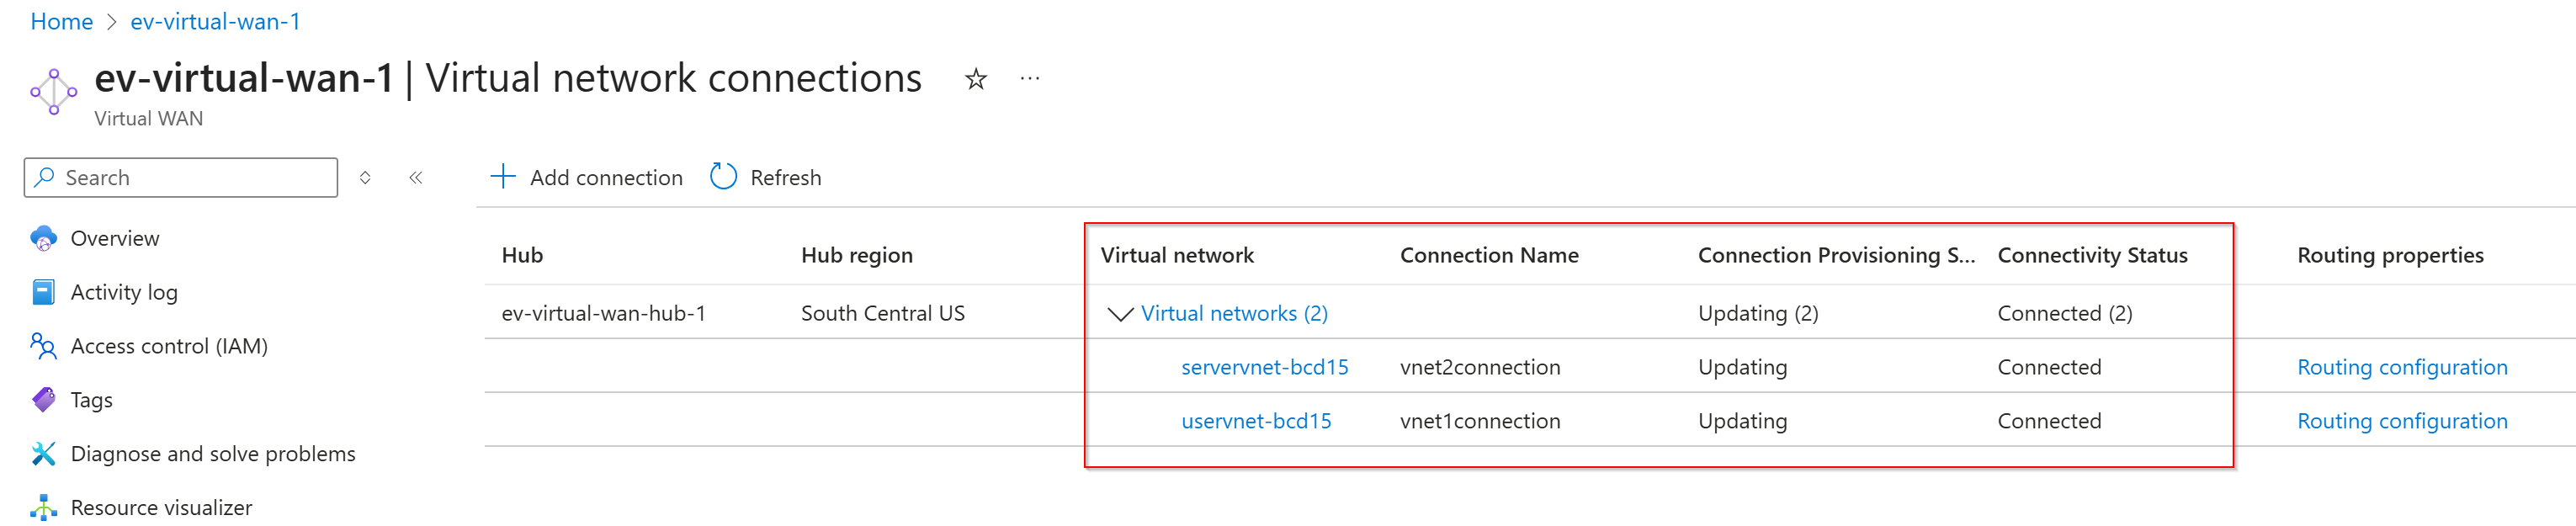 Home > ev-virtual-wan-1
ev-virtual-wan-1 | Virtual network connections
Virtual WAN
Search
Add connection Refresh
Overview
Activity log
Access control (IAM)
Tags
Diagnose and solve problems
Resource visualizer
Hub Hub region Virtual network Connection Name Connection Provisioning S... Connectivity Status Routing properties
ev-virtual-wan-hub-1 South Central US Virtual networks (2) Updating (2) Connected (2)
servervnet-bcd15 vnet2connection Updating Connected Routing configuration
uservnet-bcd15 vnet1connection Updating Connected Routing configuration